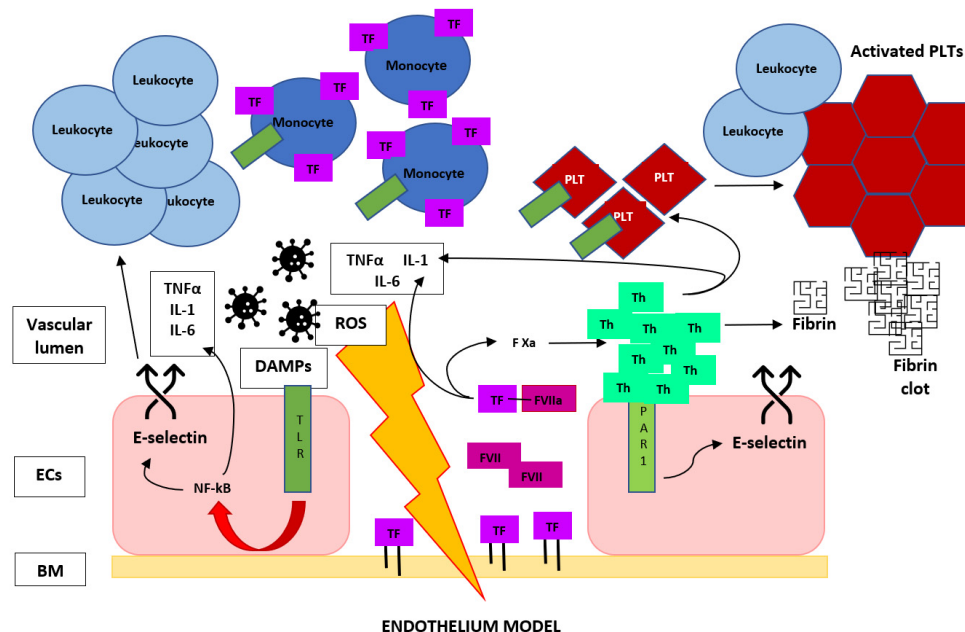 TF
TF
Monocyte
TF
Leukocyte
Leukocyte
Leukocyte
Leukocyte
Leukocyte
TF
TF
Monocyte
TF
TF
TF
Monocyte
TF
Leukocyte
Leukocyte
Activated PLTs
PLT
PLT
PLT
TNFα
IL-1
IL-6
TNFα IL-1
IL-6
ROS
Vascular
lumen
DAMPs
F Xa
Th
Th
Th
Th
Th
Th
Th
Th
Th
Fibrin
Fibrin
clot
TF
FVIIa
TLR
PAR1
E-selectin
E-selectin
ECs
NF-kB
FVII
FVII
TF
TF
TF
BM
ENDOTHELIUM MODEL